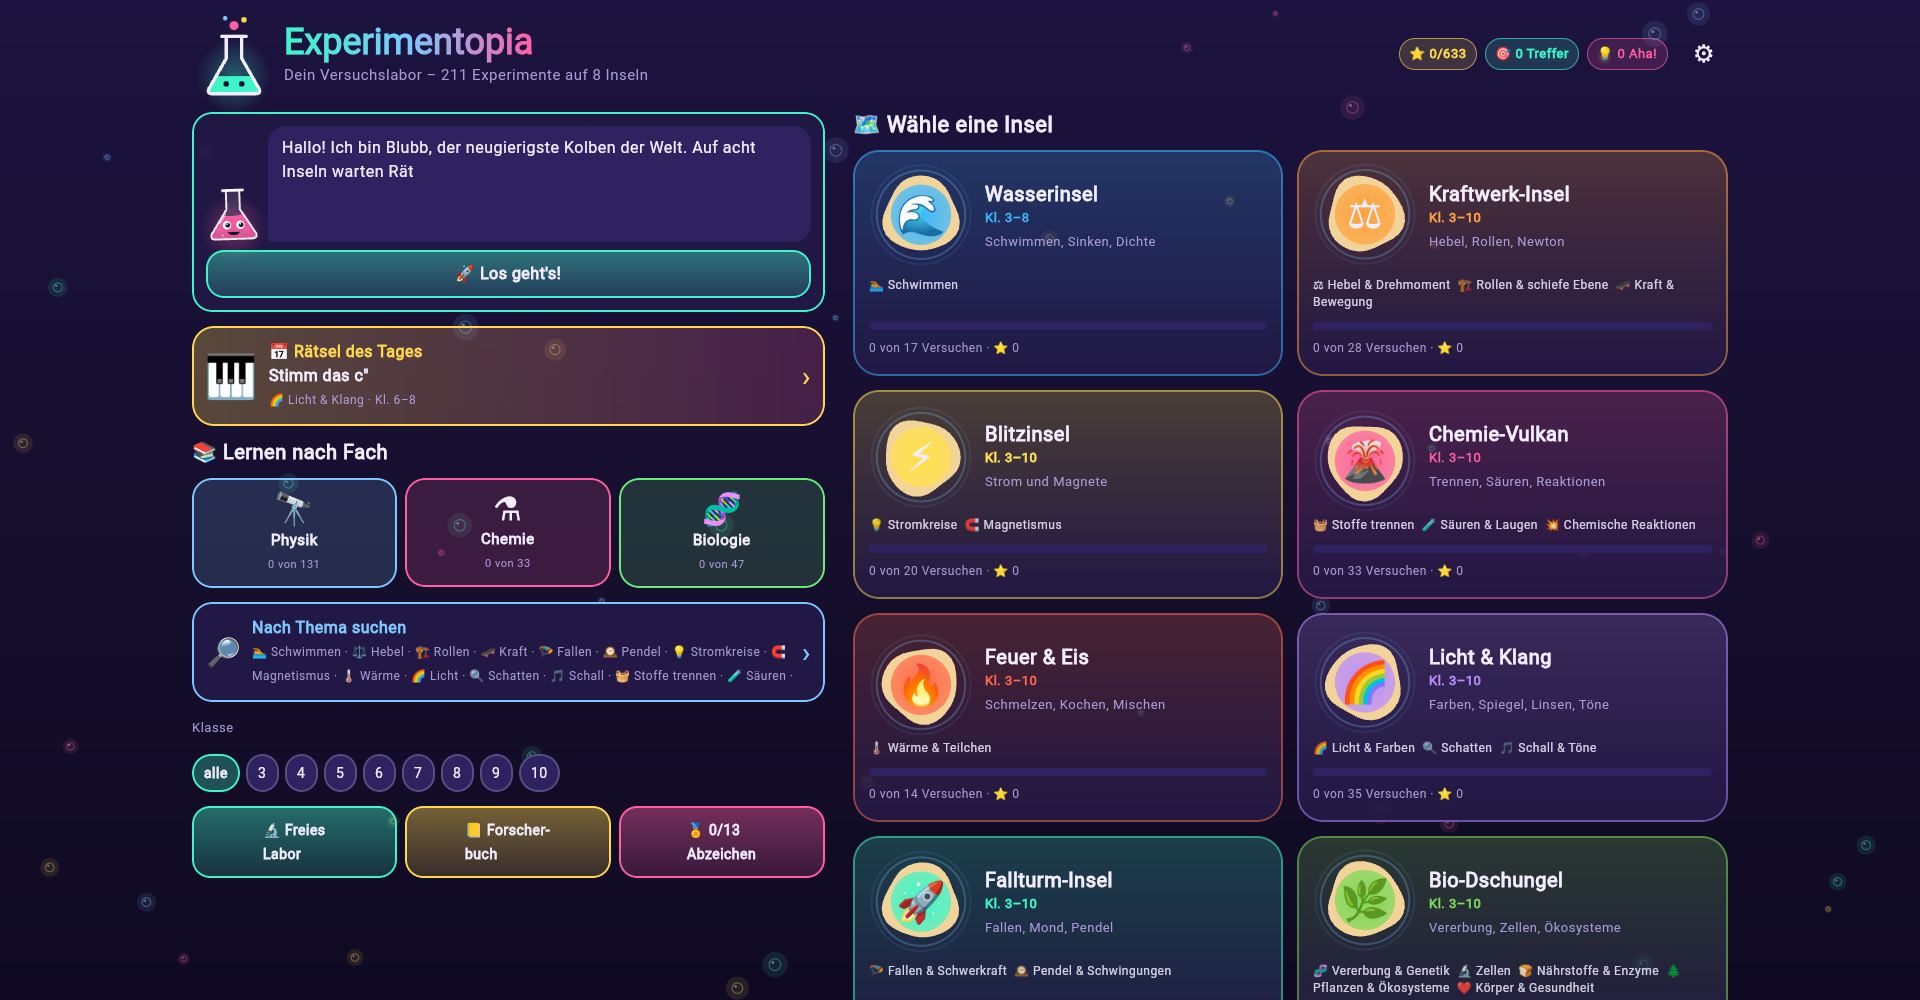 Experimentopia
Dein Versuchslabor – 211 Experimente auf 8 Inseln
0/633
0 Treffer
0 Aha!
Hallo! Ich bin Blubb, der neugierigste Kolben der Welt. Auf acht
Inseln warten Rät
Los geht's!
Rätsel des Tages
Stimm das c"
Licht & Klang · Kl. 6–8
Lernen nach Fach
Physik
0 von 131
Chemie
0 von 33
Biologie
0 von 47
Nach Thema suchen
Schwimmen · Hebel · Rollen · Kraft · Fallen · Pendel · Stromkreise ·
Magnetismus · Wärme · Licht · Schatten · Schall · Stoffe trennen · Säuren ·
Klasse
alle 3 4 5 6 7 8 9 10
Freies
Labor
Forscher-
buch
0/13
Abzeichen
Wähle eine Insel
Wasserinsel
Kl. 3–8
Schwimmen, Sinken, Dichte
Schwimmen
0 von 17 Versuchen · 0
Kraftwerk-Insel
Kl. 3–10
Hebel, Rollen, Newton
Hebel & Drehmoment Rollen & schiefe Ebene Kraft &
Bewegung
0 von 28 Versuchen · 0
Blitzinsel
Kl. 3–10
Strom und Magnete
Stromkreise Magnetismus
0 von 20 Versuchen · 0
Chemie-Vulkan
Kl. 3–10
Trennen, Säuren, Reaktionen
Stoffe trennen Säuren & Laugen Chemische Reaktionen
0 von 33 Versuchen · 0
Feuer & Eis
Kl. 3–10
Schmelzen, Kochen, Mischen
Wärme & Teilchen
0 von 14 Versuchen · 0
Licht & Klang
Kl. 3–10
Farben, Spiegel, Linsen, Töne
Licht & Farben Schatten Schall & Töne
0 von 35 Versuchen · 0
Fallturm-Insel
Kl. 3–10
Fallen, Mond, Pendel
Fallen & Schwerkraft Pendel & Schwingungen
Bio-Dschungel
Kl. 3–10
Vererbung, Zellen, Ökosysteme
Vererbung & Genetik Zellen Nährstoffe & Enzyme
Pflanzen & Ökosysteme Körper & Gesundheit